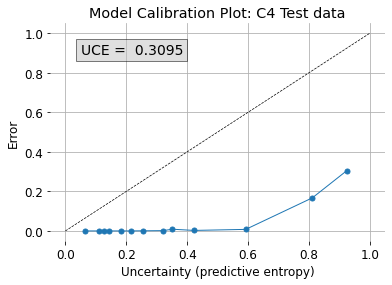 Model Calibration Plot: C4 Test data
UCE =  0.3095
1.0
0.8
0.6
0.4
0.2
0.0
Error
0.0 0.2 0.4 0.6 0.8 1.0
Uncertainty (predictive entropy)